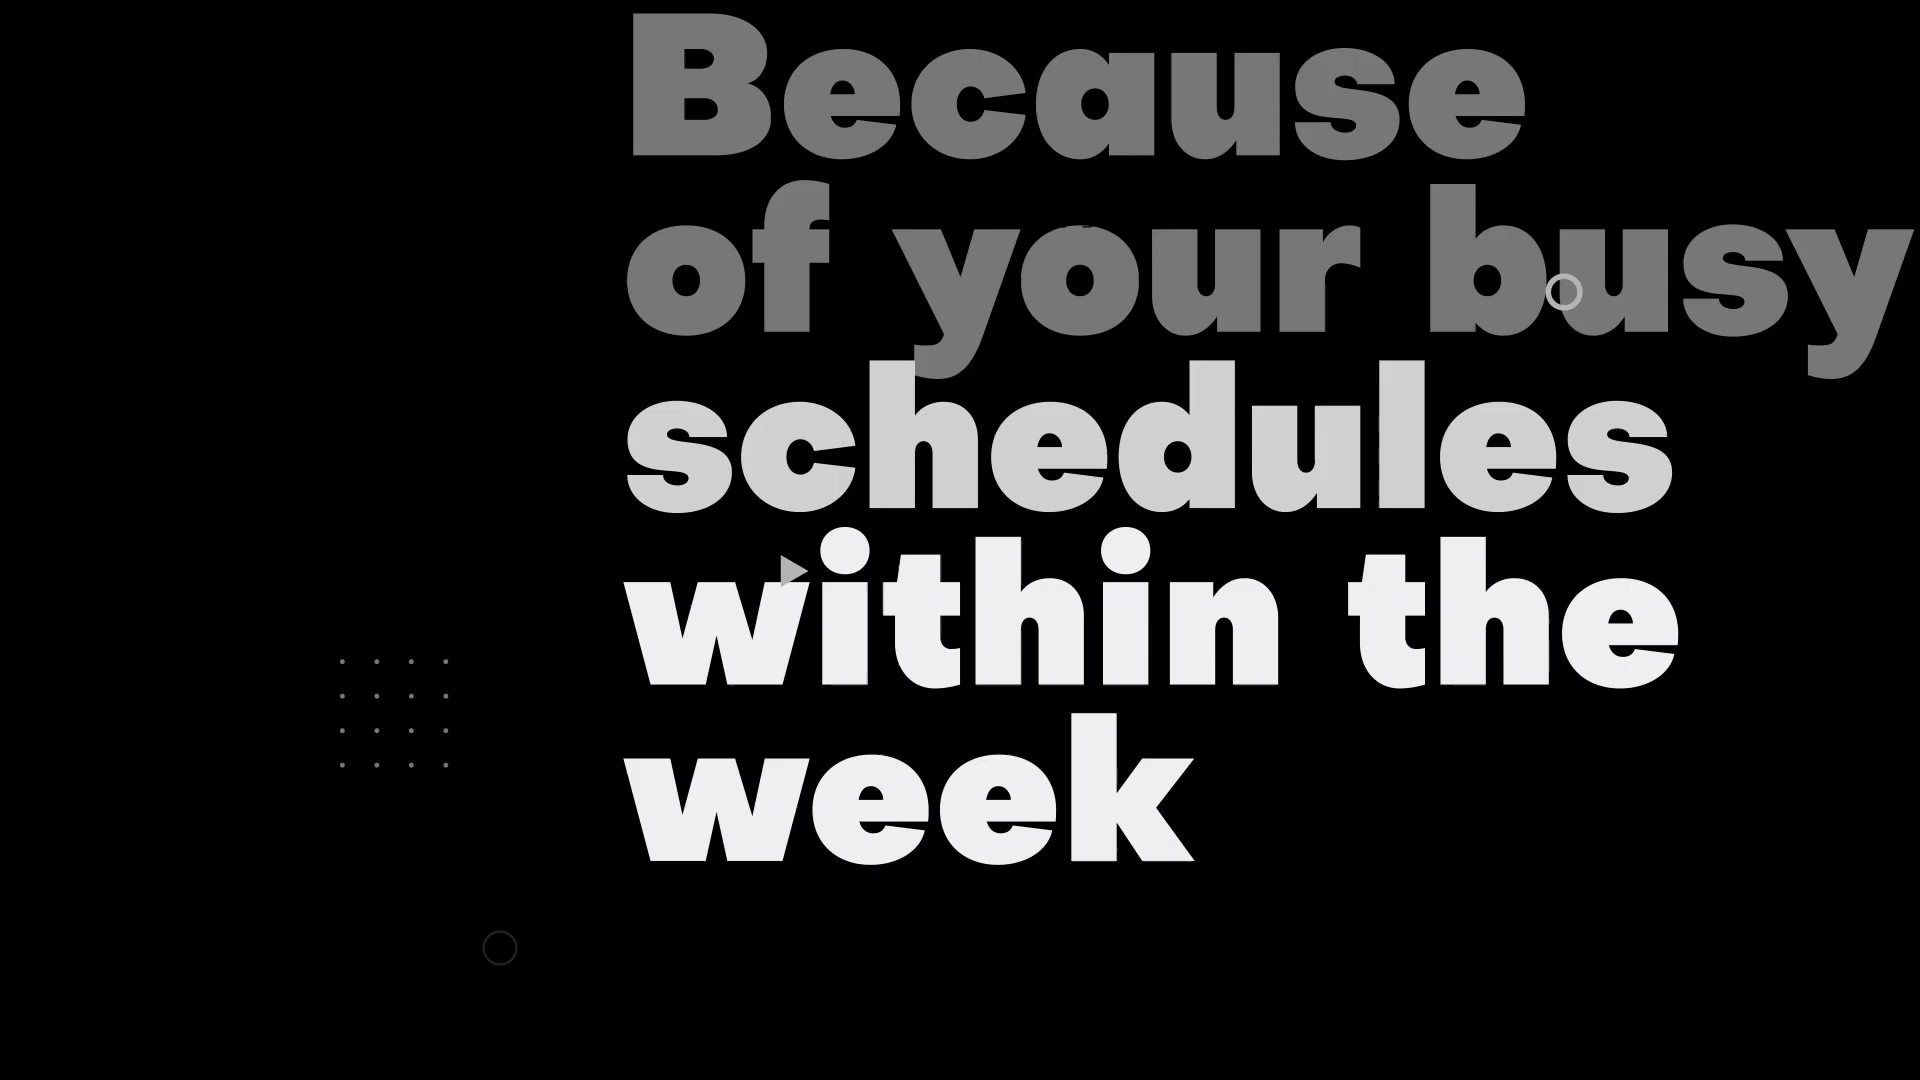 Because
of your busy
schedules
within the
week